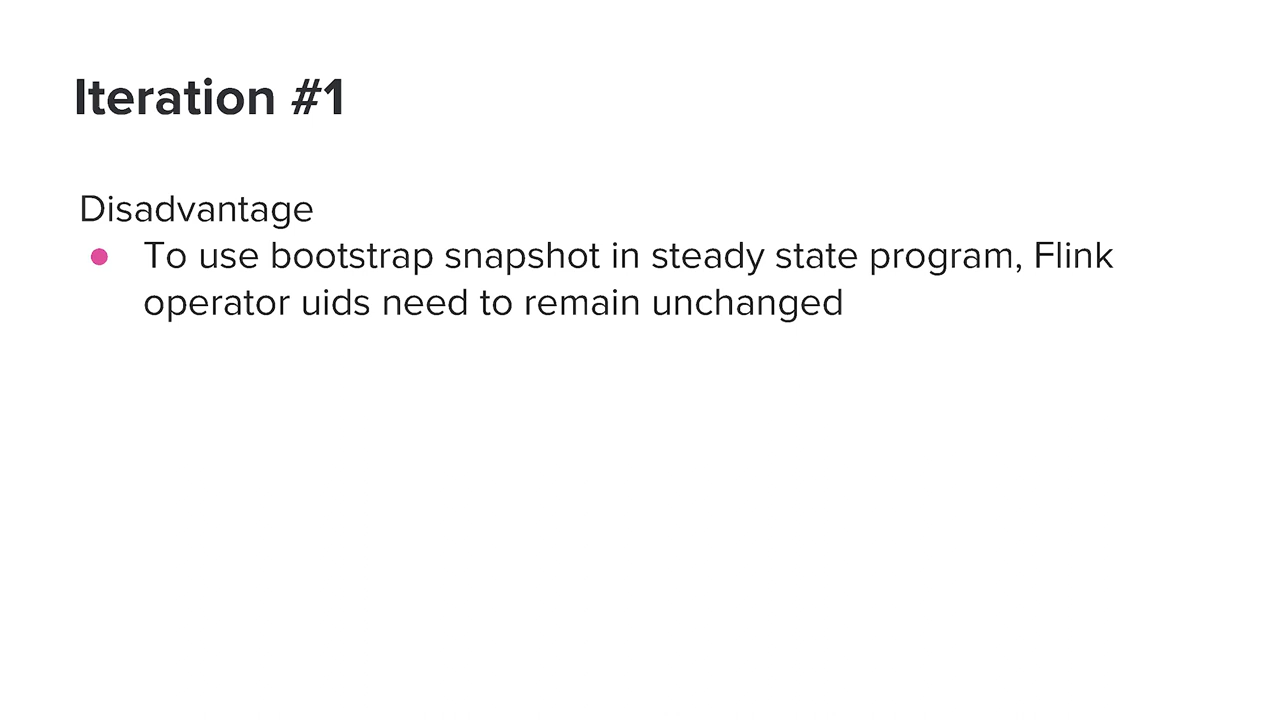 Iteration #1
Disadvantage
● To use bootstrap snapshot in steady state program, Flink
operator uids need to remain unchanged